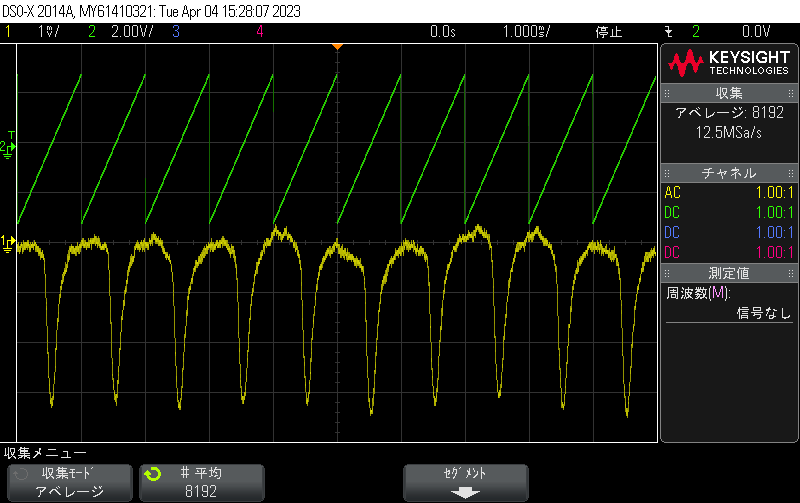 DSO-X 2014A, MY61410321: Tue Apr 04 15:28:07 2023
1 1mV/ 2 2.00V/ 3 4 0.0s 1.000ms/ 停止 2 0.0V
KEYSIGHT
TECHNOLOGIES
収集
アベレージ: 8192
12.5MSa/s
チャネル
AC 1.00:1
DC 1.00:1
DC 1.00:1
DC 1.00:1
測定値
周波数(M):
信号なし
T
2
1
収集メニュー
収集ﾓｰﾄﾞ
アベレージ
# 平均
8192
ｾｸﾞﾒﾝﾄ